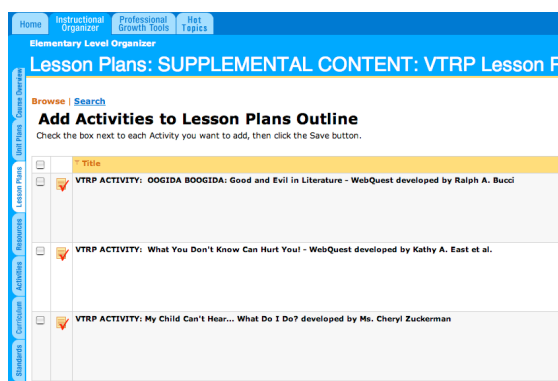 Home
Instructional
Organizer
Professional
Growth Tools
Hot
Topics
Elementary Level Organizer
Lesson Plans: SUPPLEMENTAL CONTENT: VTRP Lesson
Browse | Search
Add Activities to Lesson Plans Outline
Check the box next to each Activity you want to add, then click the Save button.
Title
VTRP ACTIVITY: OOGIDA BOOGIDA: Good and Evil in Literature - WebQuest developed by Ralph A. Bucci
VTRP ACTIVITY: What You Don't Know Can Hurt You! - WebQuest developed by Kathy A. East et al.
VTRP ACTIVITY: My Child Can't Hear... What Do I Do? developed by Ms. Cheryl Zuckerman
Course Overview
Unit Plans
Lesson Plans
Resources
Activities
Curriculum
Standards